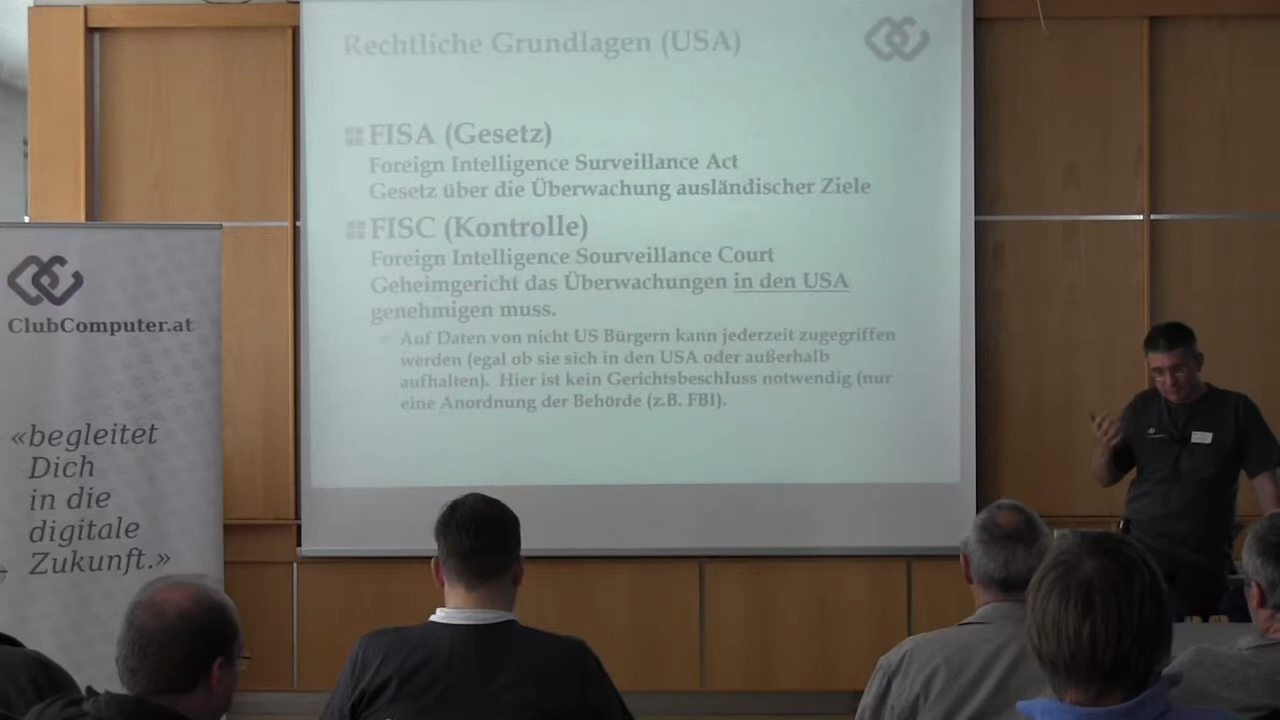 Rechtliche Grundlagen (USA)
FISA (Gesetz)
Foreign Intelligence Surveillance Act
Gesetz über die Überwachung ausländischer Ziele
FISC (Kontrolle)
Foreign Intelligence Sourveillance Court
Geheimgericht das Überwachungen in den USA
genehmigen muss.
Auf Daten von nicht US Bürgern kann jederzeit zugegriffen
werden (egal ob sie sich in den USA oder außerhalb
aufhalten). Hier ist kein Gerichtsbeschluss notwendig (nur
eine Anordnung der Behörde (z.B. FBI).
ClubComputer.at
«begleitet
Dich
in die
digitale
Zukunft.»